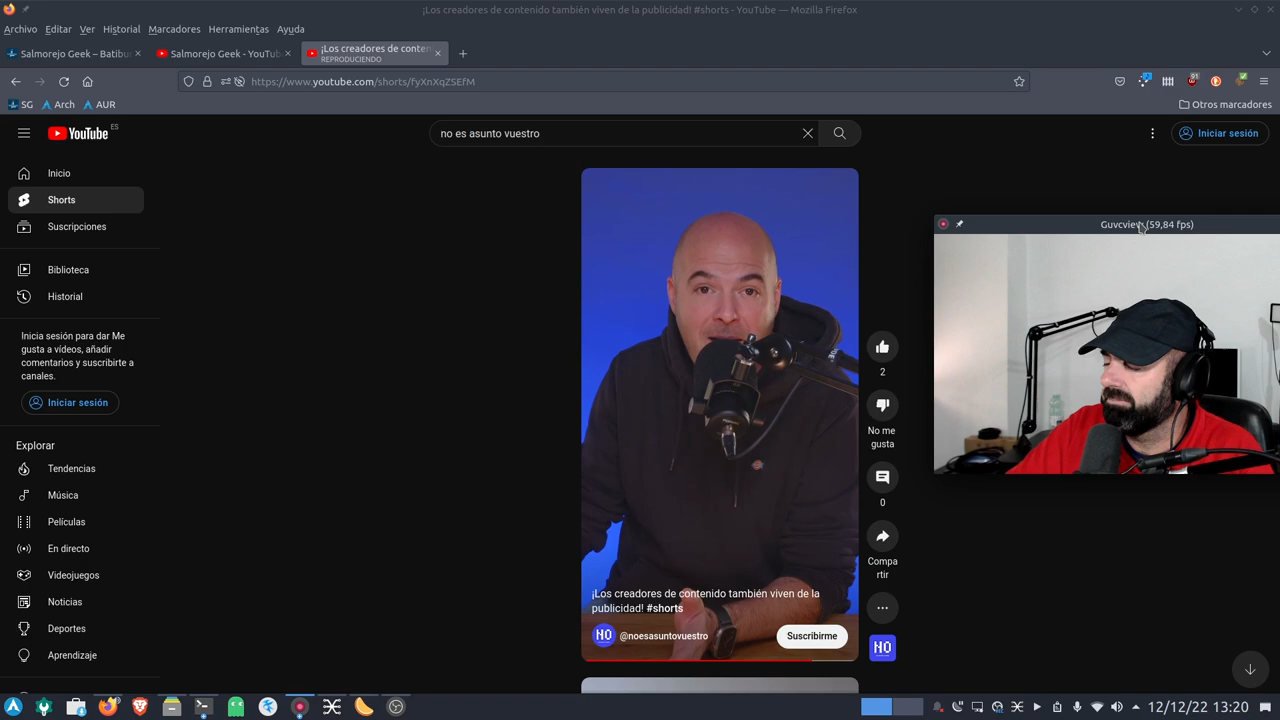 ¡Los creadores de contenido también viven de la publicidad! #shorts - YouTube — Mozilla Firefox
Archivo Editar Ver Historial Marcadores Herramientas Ayuda
Salmorejo Geek – Batibur
Salmorejo Geek - YouTub
¡Los creadores de conten
REPRODUCIENDO
https://www.youtube.com/shorts/fyXnXqZSEfM
SG Arch AUR
Otros marcadores
YouTube ES
no es asunto vuestro
Iniciar sesión
Inicio
Shorts
Suscripciones
Biblioteca
Historial
Inicia sesión para dar Me
gusta a vídeos, añadir
comentarios y suscribirte a
canales.
Iniciar sesión
Explorar
Tendencias
Música
Películas
En directo
Videojuegos
Noticias
Deportes
Aprendizaje
2
No me
gusta
0
Compa
rtir
¡Los creadores de contenido también viven de la
publicidad! #shorts
NO @noesasuntovuestro
Suscribirme
NO
Guvcview (59,84 fps)
12/12/22 13:20